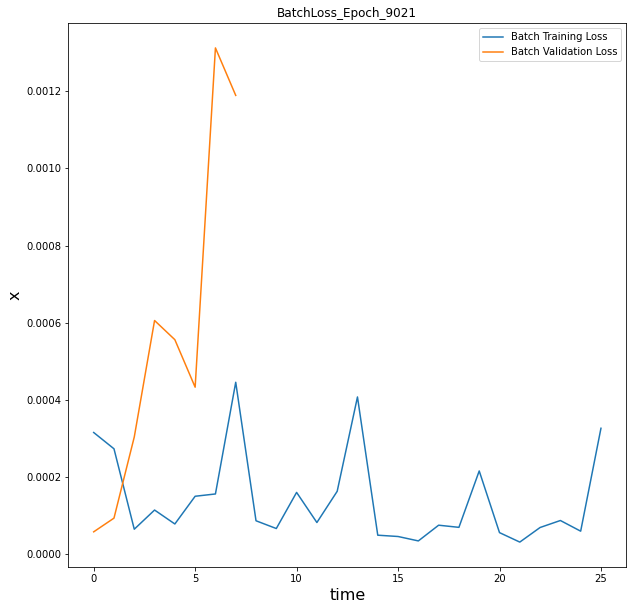 BatchLoss_Epoch_9021
Batch Training Loss
Batch Validation Loss
0.0012
0.0010
0.0008
0.0006
0.0004
0.0002
0.0000
x
0 5 10 15 20 25
time